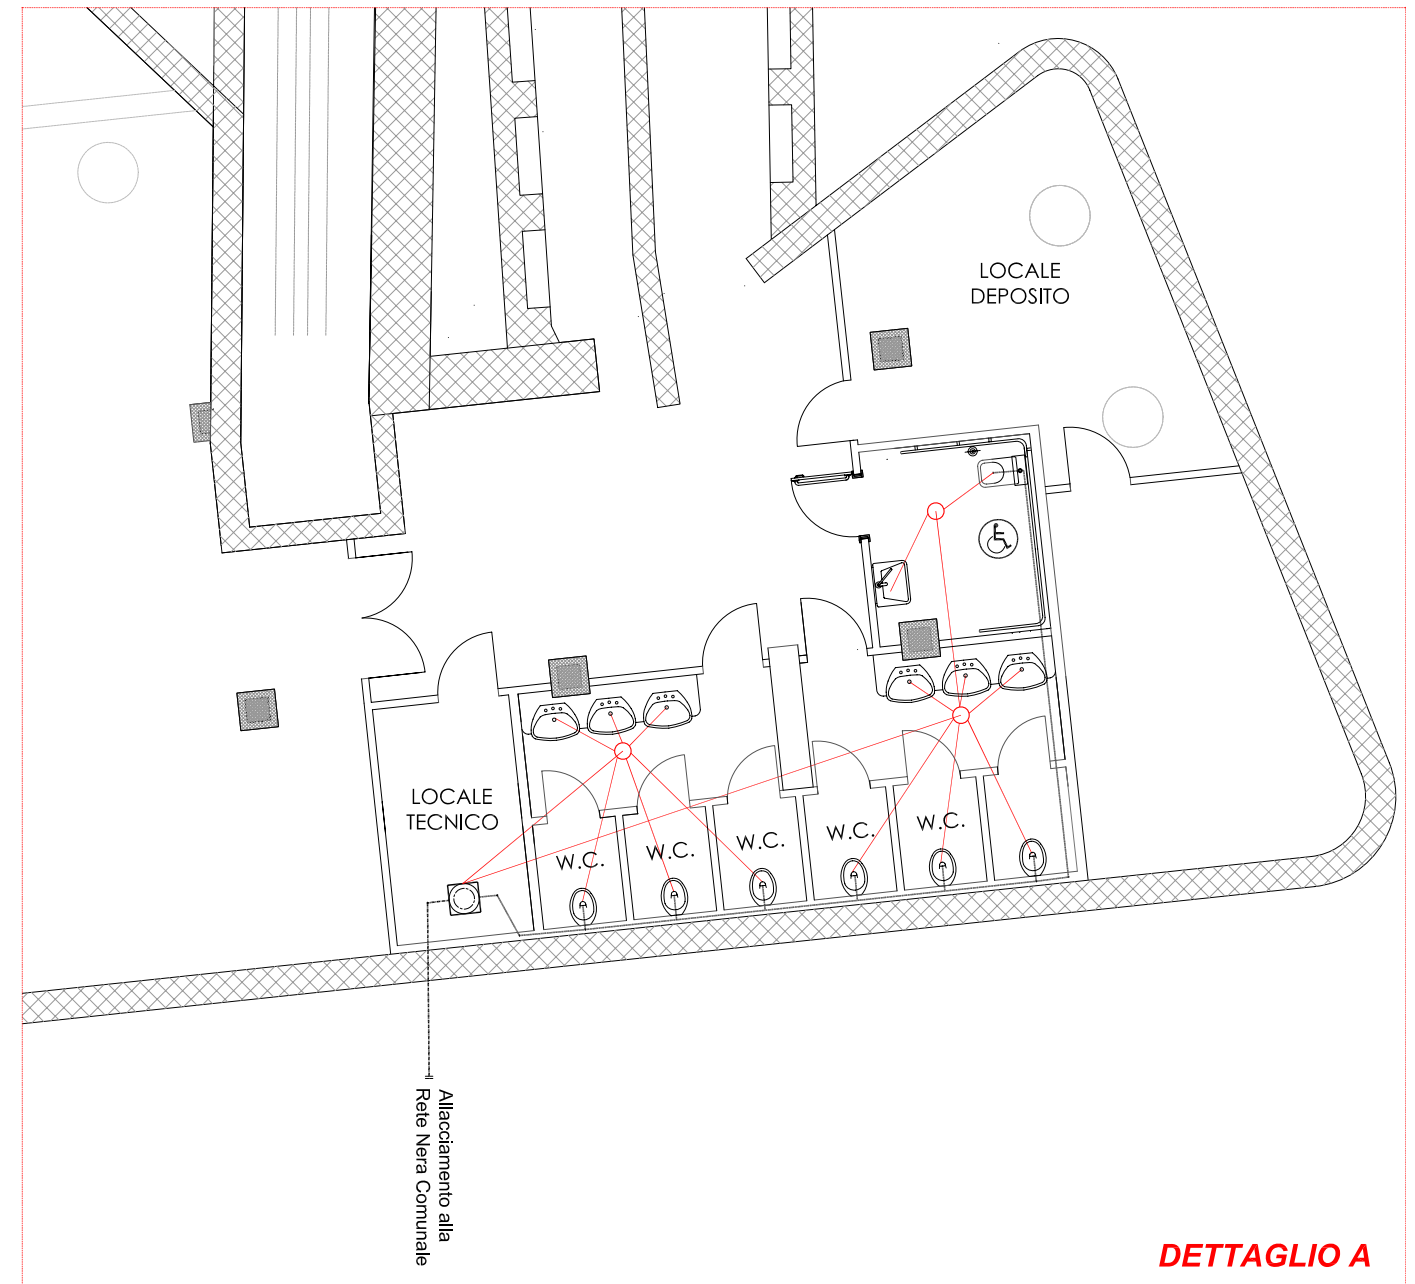 LOCALE
DEPOSITO
LOCALE
TECNICO
W.C.
W.C.
W.C.
W.C.
W.C.
Allacciamento alla
Rete Nera Comunale
DETTAGLIO A